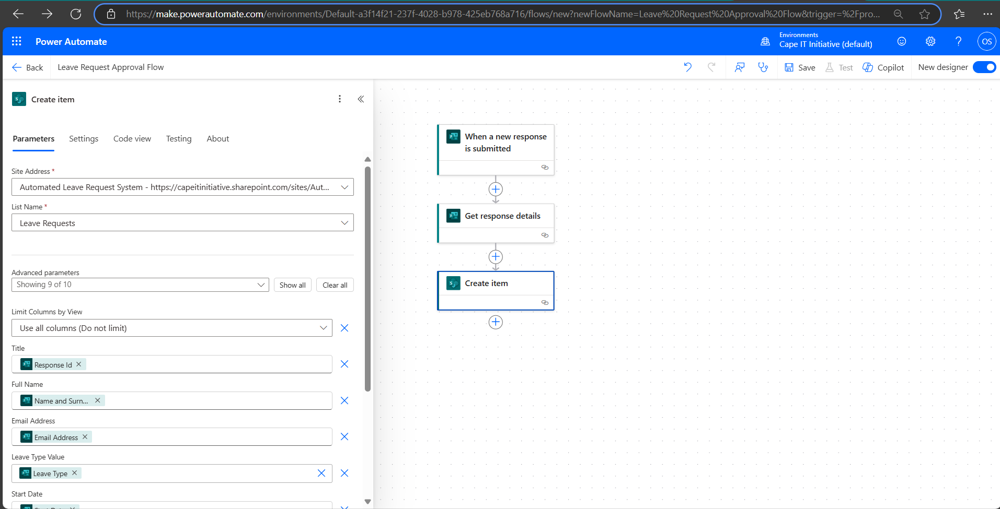 https://make.powerautomate.com/environments/Default-a3f14f21-237f-4028-b978-425eb768a716/flows/new?newFlowName=Leave%20Request%20Approval%20Flow&trigger=%2Fpro...
Power Automate
Environments
Cape IT Initiative (default)
?
OS
Back
Leave Request Approval Flow
Save
Test
Copilot
New designer
Create item
Parameters
Settings
Code view
Testing
About
Site Address *
Automated Leave Request System - https://capeitinitiative.sharepoint.com/sites/Aut...
List Name *
Leave Requests
Advanced parameters
Showing 9 of 10
Show all
Clear all
Limit Columns by View
Use all columns (Do not limit)
Title
Response Id
Full Name
Name and Surn...
Email Address
Email Address
Leave Type Value
Leave Type
Start Date
When a new response
is submitted
Get response details
Create item